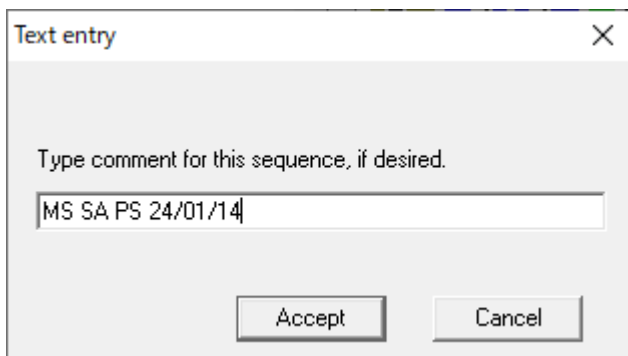 Text entry
Type comment for this sequence, if desired.
MS SA PS 24/01/14
Accept Cancel